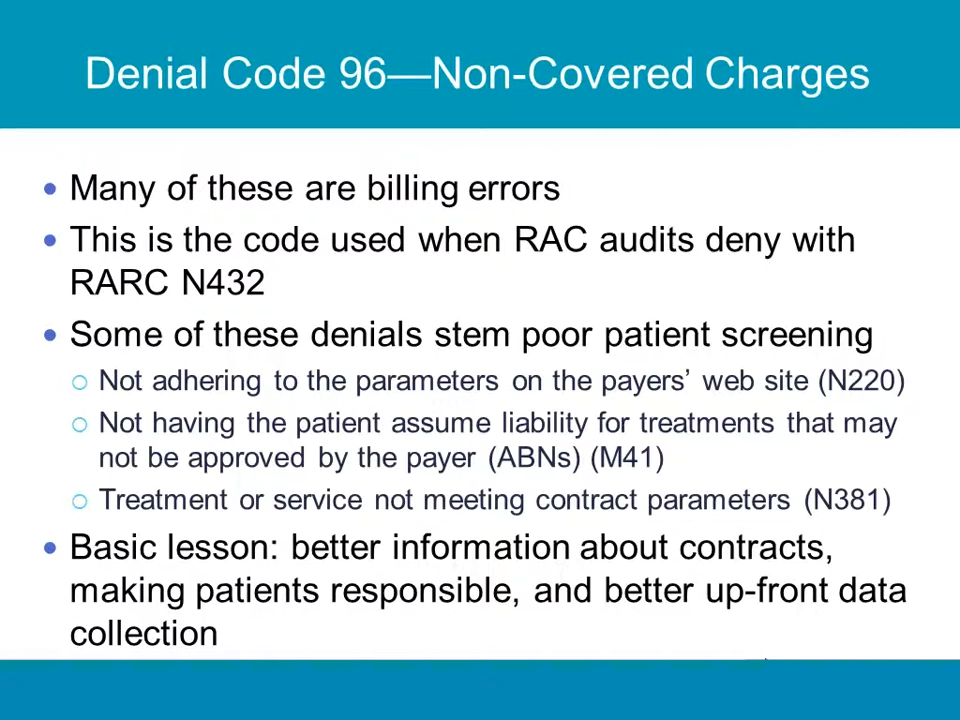 Denial Code 96—Non-Covered Charges
• Many of these are billing errors
• This is the code used when RAC audits deny with
RARC N432
• Some of these denials stem poor patient screening
○ Not adhering to the parameters on the payers’ web site (N220)
○ Not having the patient assume liability for treatments that may
not be approved by the payer (ABNs) (M41)
○ Treatment or service not meeting contract parameters (N381)
• Basic lesson: better information about contracts,
making patients responsible, and better up-front data
collection